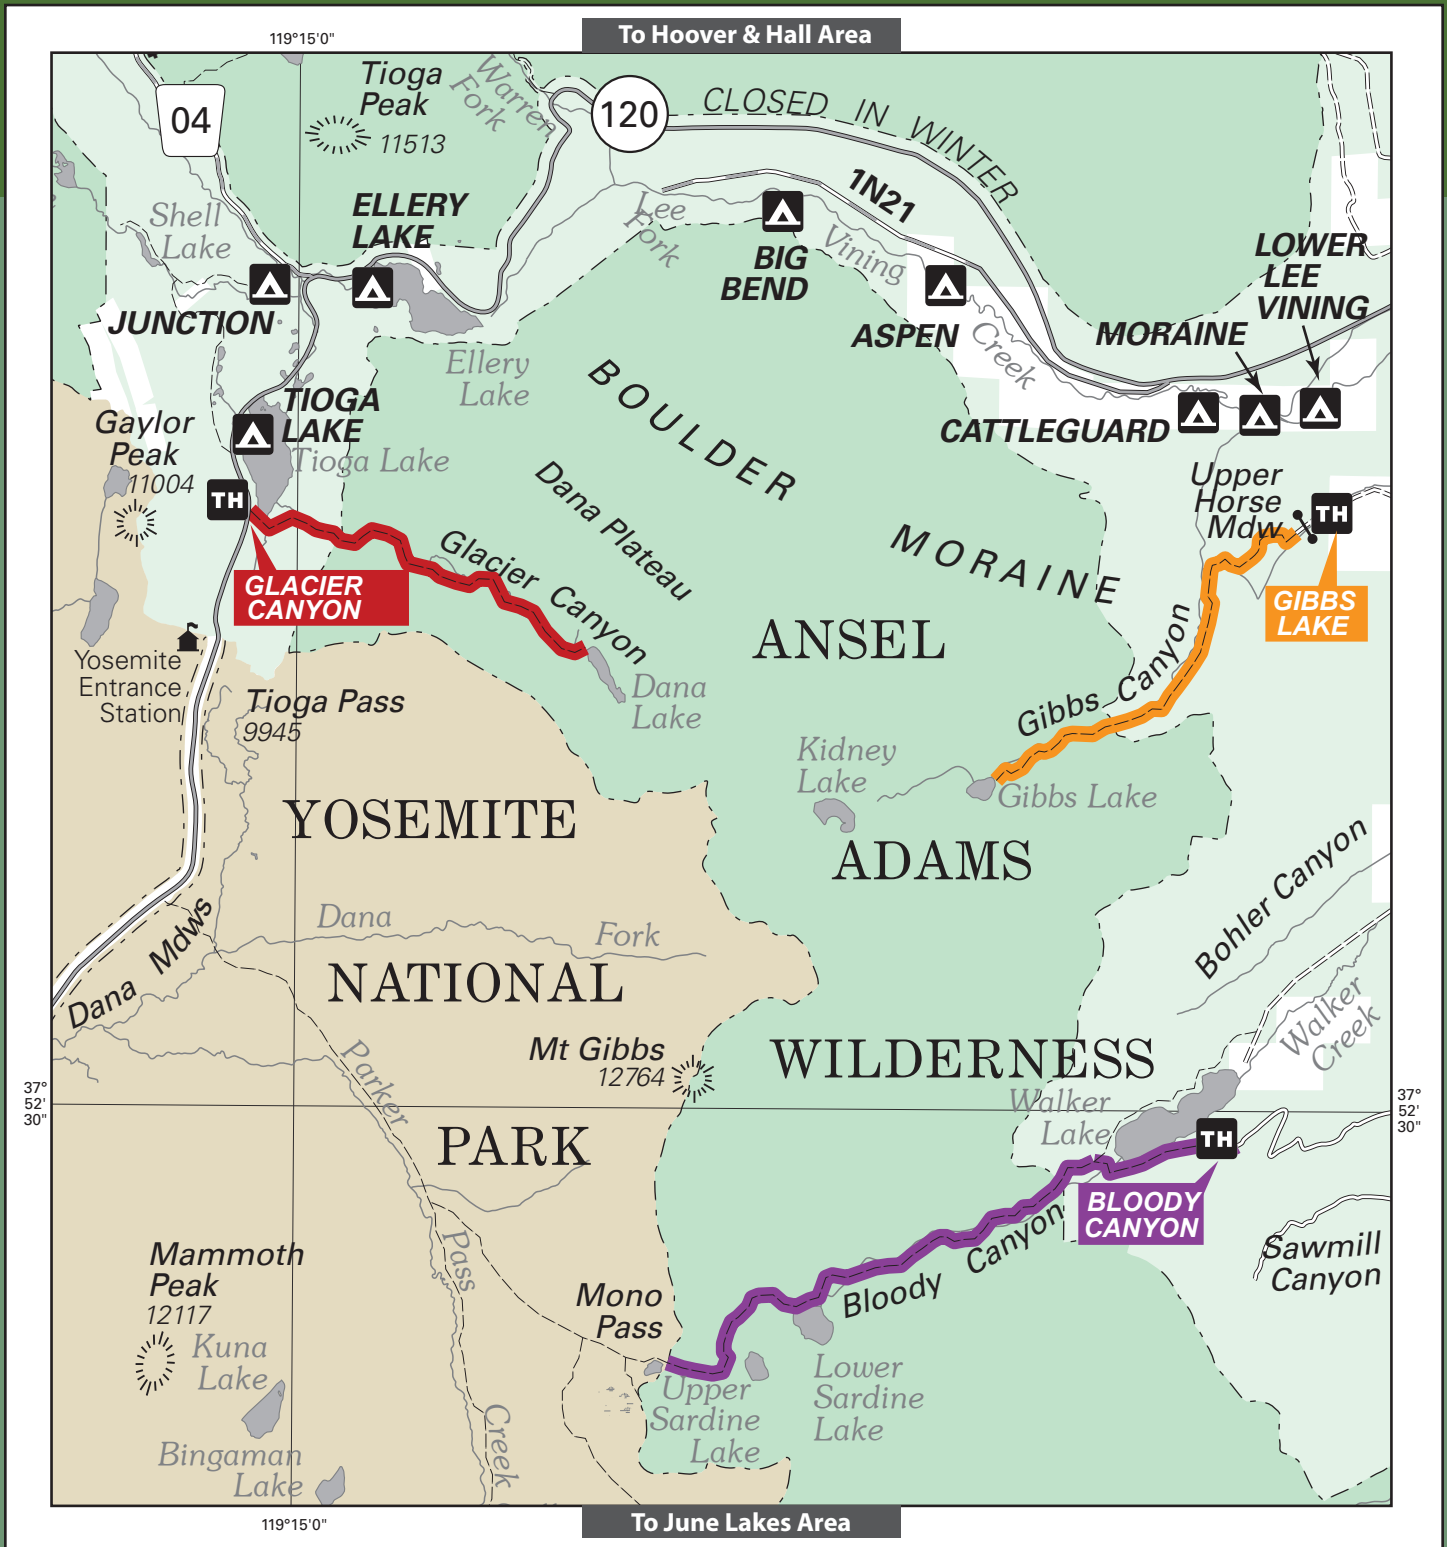 To Hoover & Hall Area
119°15'0"
04
Tioga
Peak
11513
Warren
Fork
120
CLOSED IN WINTER
1N21
Shell
Lake
ELLERY
LAKE
JUNCTION
Lee
Fork
Vining
Creek
BIG
BEND
ASPEN
LOWER
LEE
VINING
MORAINE
CATTLEGUARD
Ellery
Lake
TIOGA
LAKE
Tioga Lake
Gaylor
Peak
11004
TH
GLACIER
CANYON
BOULDER
MORAINE
Dana Plateau
Glacier Canyon
Dana
Lake
Upper
Horse
Mdw
TH
GIBBS
LAKE
Gibbs Canyon
Gibbs Lake
Kidney
Lake
Yosemite
Entrance
Station
Tioga Pass
9945
ANSEL
ADAMS
WILDERNESS
YOSEMITE
NATIONAL
PARK
Dana Mdws
Dana Fork
Bohler Canyon
Walker
Creek
Mt Gibbs
12764
Parker
Pass
Creek
37°
52'
30"
37°
52'
30"
Walker
Lake
TH
BLOODY
CANYON
Bloody Canyon
Sawmill
Canyon
Mammoth
Peak
12117
Kuna
Lake
Bingaman
Lake
Mono
Pass
Upper
Sardine
Lake
Lower
Sardine
Lake
119°15'0"
To June Lakes Area